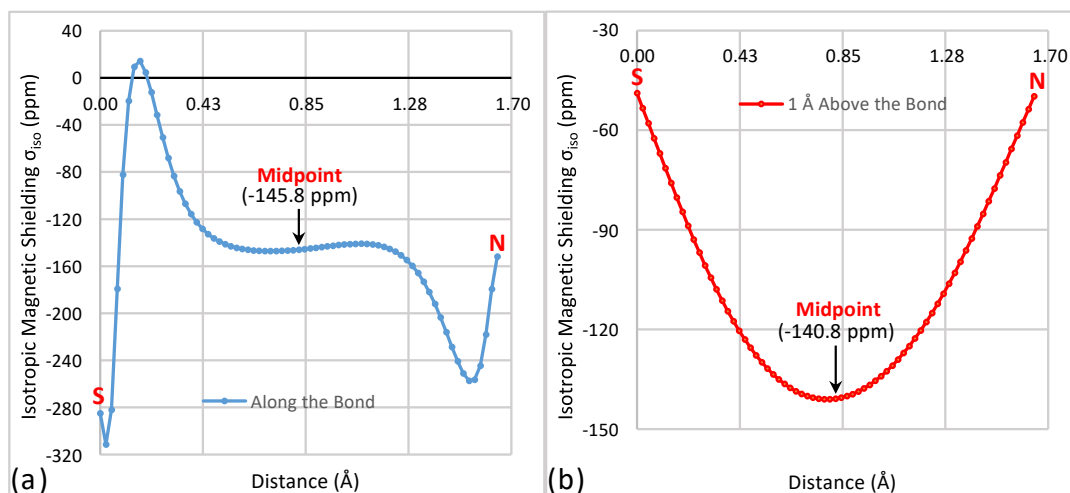 Isotropic Magnetic Shielding σiso (ppm)
40
0
-40
-80
-120
-160
-200
-240
-280
-320
0.00 0.43 0.85 1.28 1.70
Midpoint
(-145.8 ppm)
S
N
Along the Bond
Distance (Å)
(a)
Isotropic Magnetic Shielding σiso (ppm)
-30
-60
-90
-120
-150
0.00 0.43 0.85 1.28 1.70
S
N
1 Å Above the Bond
Midpoint
(-140.8 ppm)
Distance (Å)
(b)